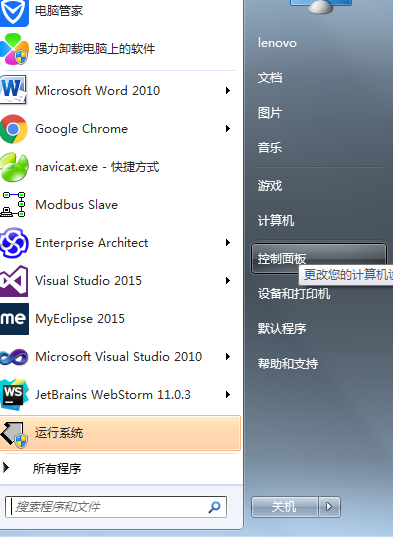 电脑管家
强力卸载电脑上的软件
Microsoft Word 2010
Google Chrome
navicat.exe - 快捷方式
Modbus Slave
Enterprise Architect
Visual Studio 2015
me
MyEclipse 2015
Microsoft Visual Studio 2010
WS
JetBrains WebStorm 11.0.3
运行系统
所有程序
搜索程序和文件
lenovo
文档
图片
音乐
游戏
计算机
控制面板
更改您的计算机
设备和打印机
默认程序
帮助和支持
关机